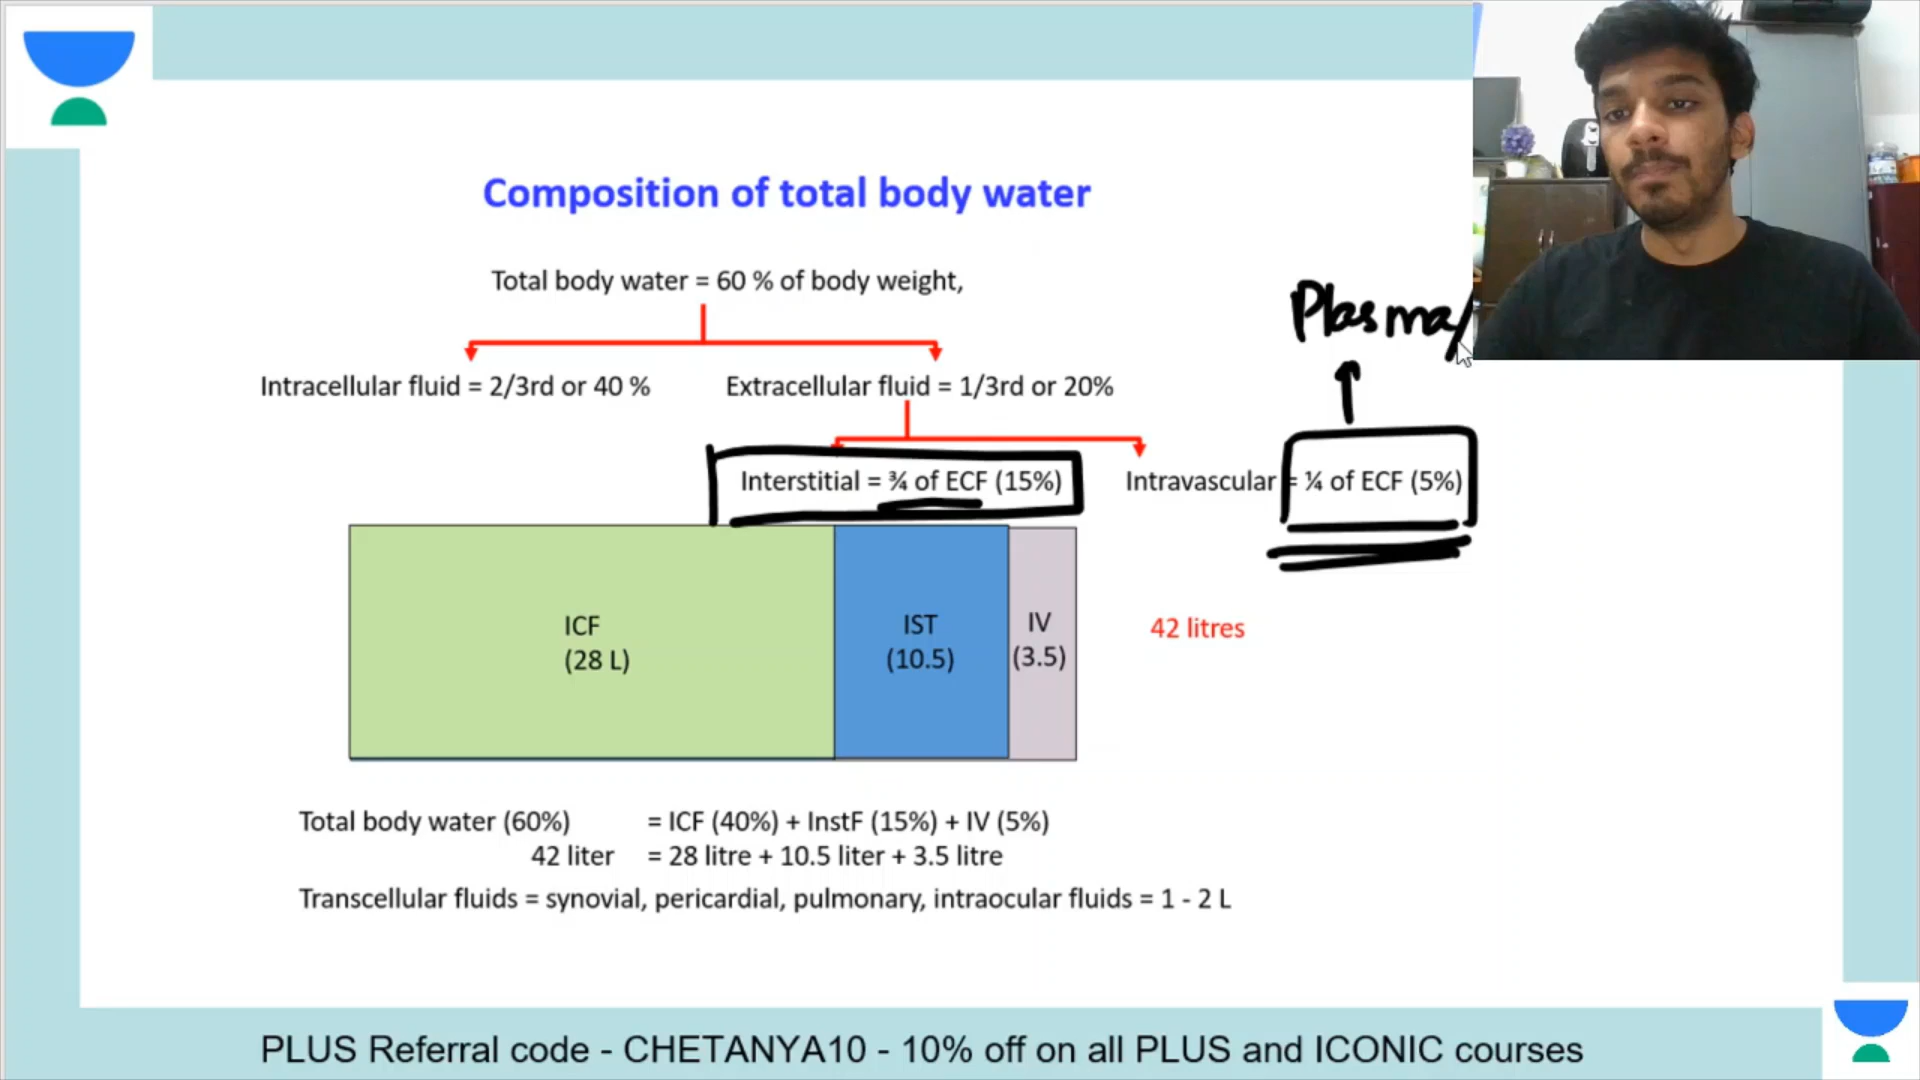 Composition of total body water
Total body water = 60 % of body weight,
Plasma/
Intracellular fluid = 2/3rd or 40 %
Extracellular fluid = 1/3rd or 20%
Interstitial = ¾ of ECF (15%)
Intravascular = ¼ of ECF (5%)
ICF
(28 L)
IST
(10.5)
IV
(3.5)
42 litres
Total body water (60%) = ICF (40%) + InstF (15%) + IV (5%)
42 liter = 28 litre + 10.5 liter + 3.5 litre
Transcellular fluids = synovial, pericardial, pulmonary, intraocular fluids = 1 - 2 L
PLUS Referral code - CHETANYA10 - 10% off on all PLUS and ICONIC courses